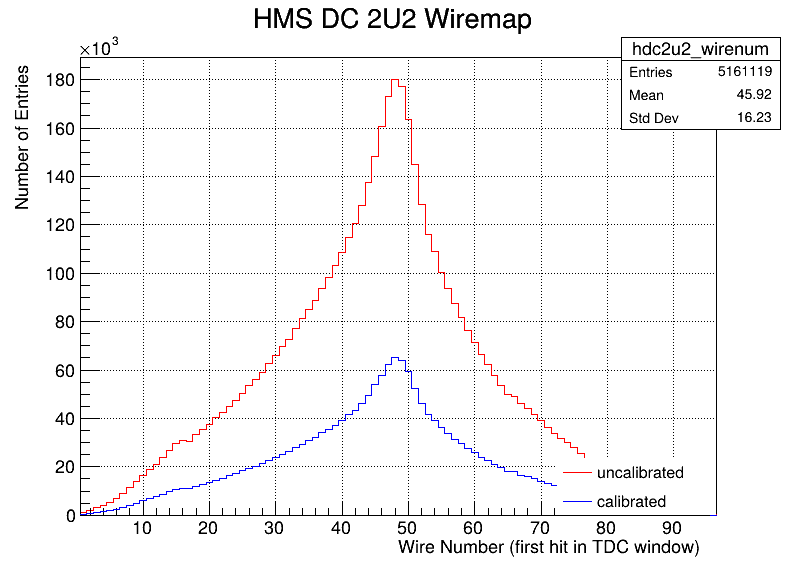 HMS DC 2U2 Wiremap
×10³
hdc2u2_wirenum
Entries 5161119
Mean 45.92
Std Dev 16.23
Number of Entries
180
160
140
120
100
80
60
40
20
0
10 20 30 40 50 60 70 80 90
Wire Number (first hit in TDC window)
uncalibrated
calibrated